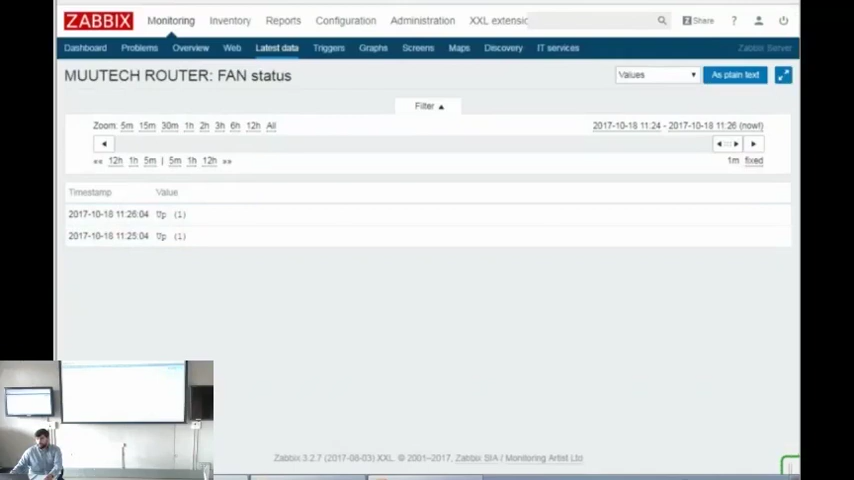 ZABBIX Monitoring Inventory Reports Configuration Administration XXL extensic Share ?
Dashboard Problems Overview Web Latest data Triggers Graphs Screens Maps Discovery IT services Zabbix Server
MUUTECH ROUTER: FAN status Values As plain text
Filter
Zoom: 5m 15m 30m 1h 2h 3h 6h 12h All 2017-10-18 11:24 - 2017-10-18 11:26 (now!)
«« 12h 1h 5m | 5m 1h 12h »» 1m fixed
Timestamp Value
2017-10-18 11:26:04 Up (1)
2017-10-18 11:25:04 Up (1)
Zabbix 3.2.7 (2017-08-03) XXL. © 2001–2017, Zabbix SIA / Monitoring Artist Ltd